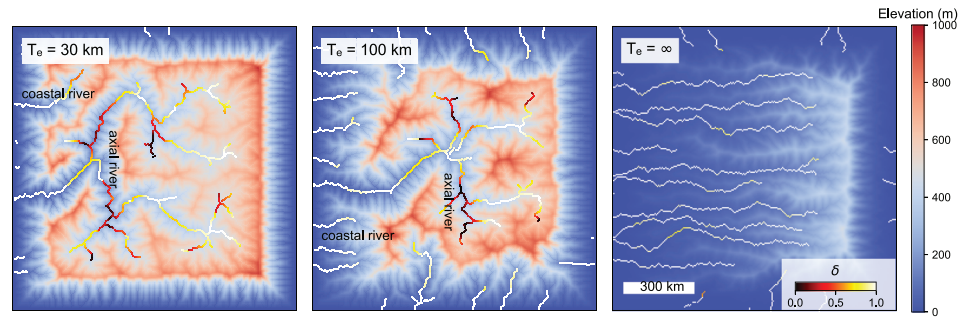 Elevation (m)
Te = 30 km
coastal river
axial river
Te = 100 km
axial river
coastal river
Te = ∞
300 km
δ
0.0 0.5 1.0
1000
800
600
400
200
0